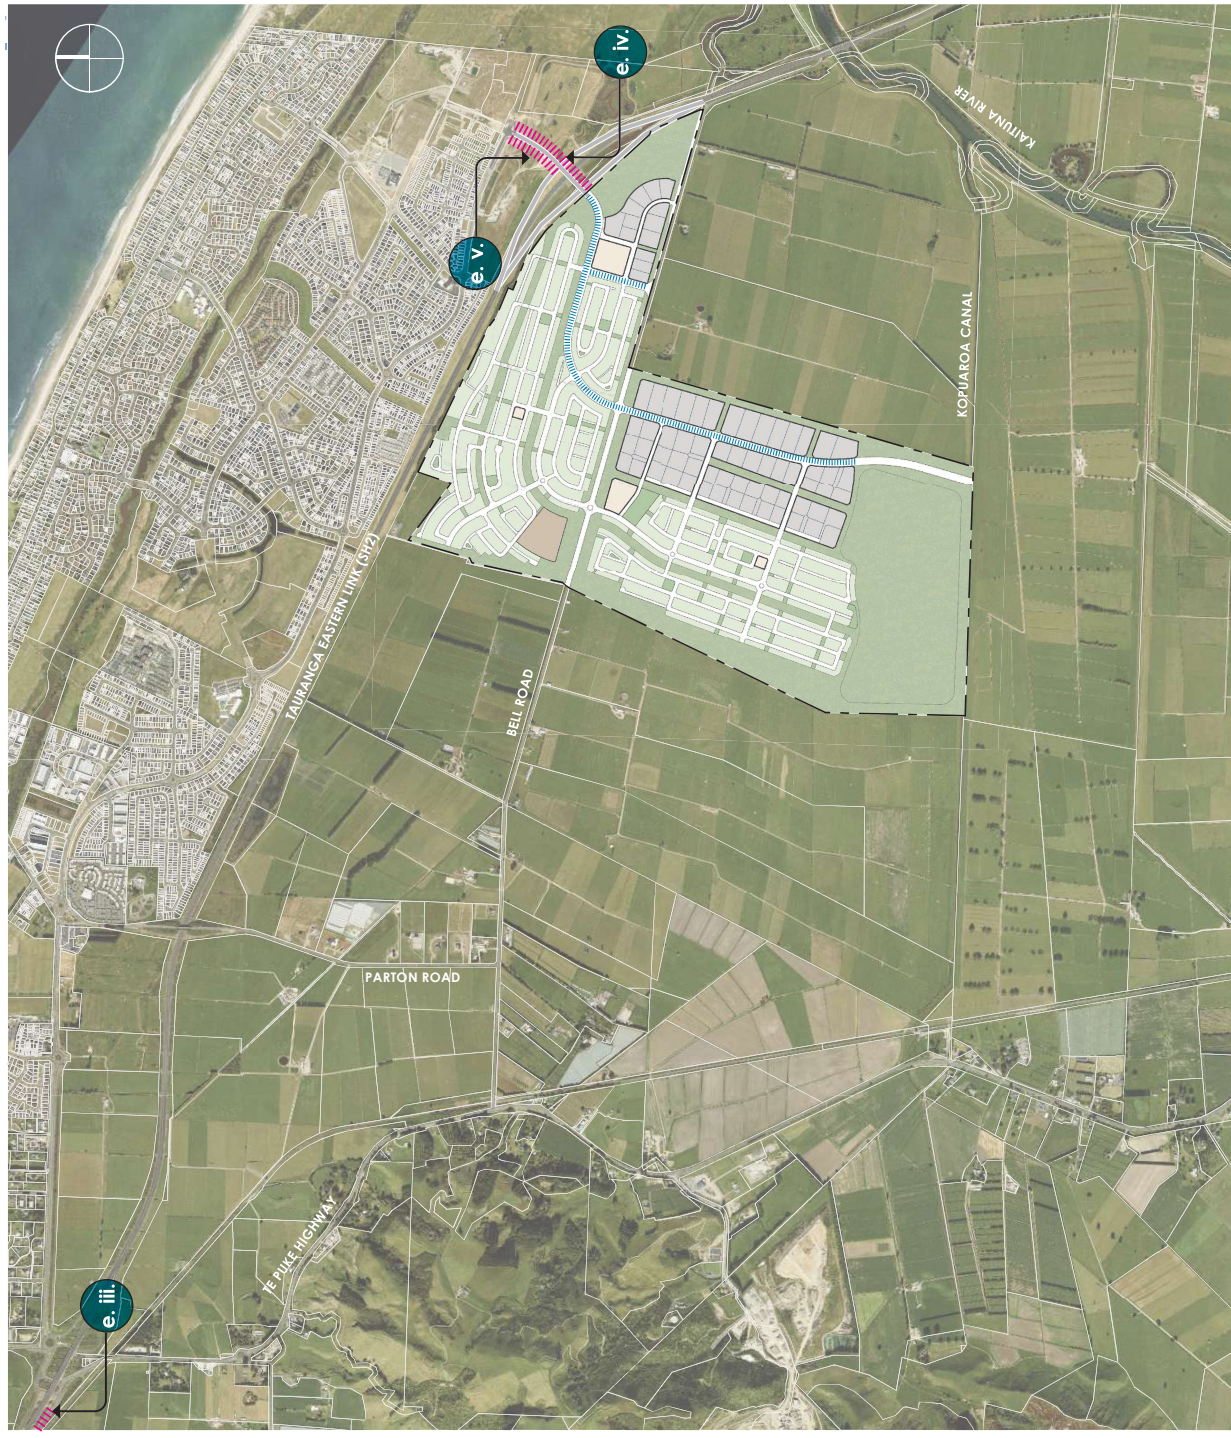 e. iv.
e. v.
KAITUNA RIVER
KOPUAROA CANAL
TAURANGA EASTERN LINK (SH2)
BELL ROAD
PARTON ROAD
TE PUKE HIGHWAY
e. iii.